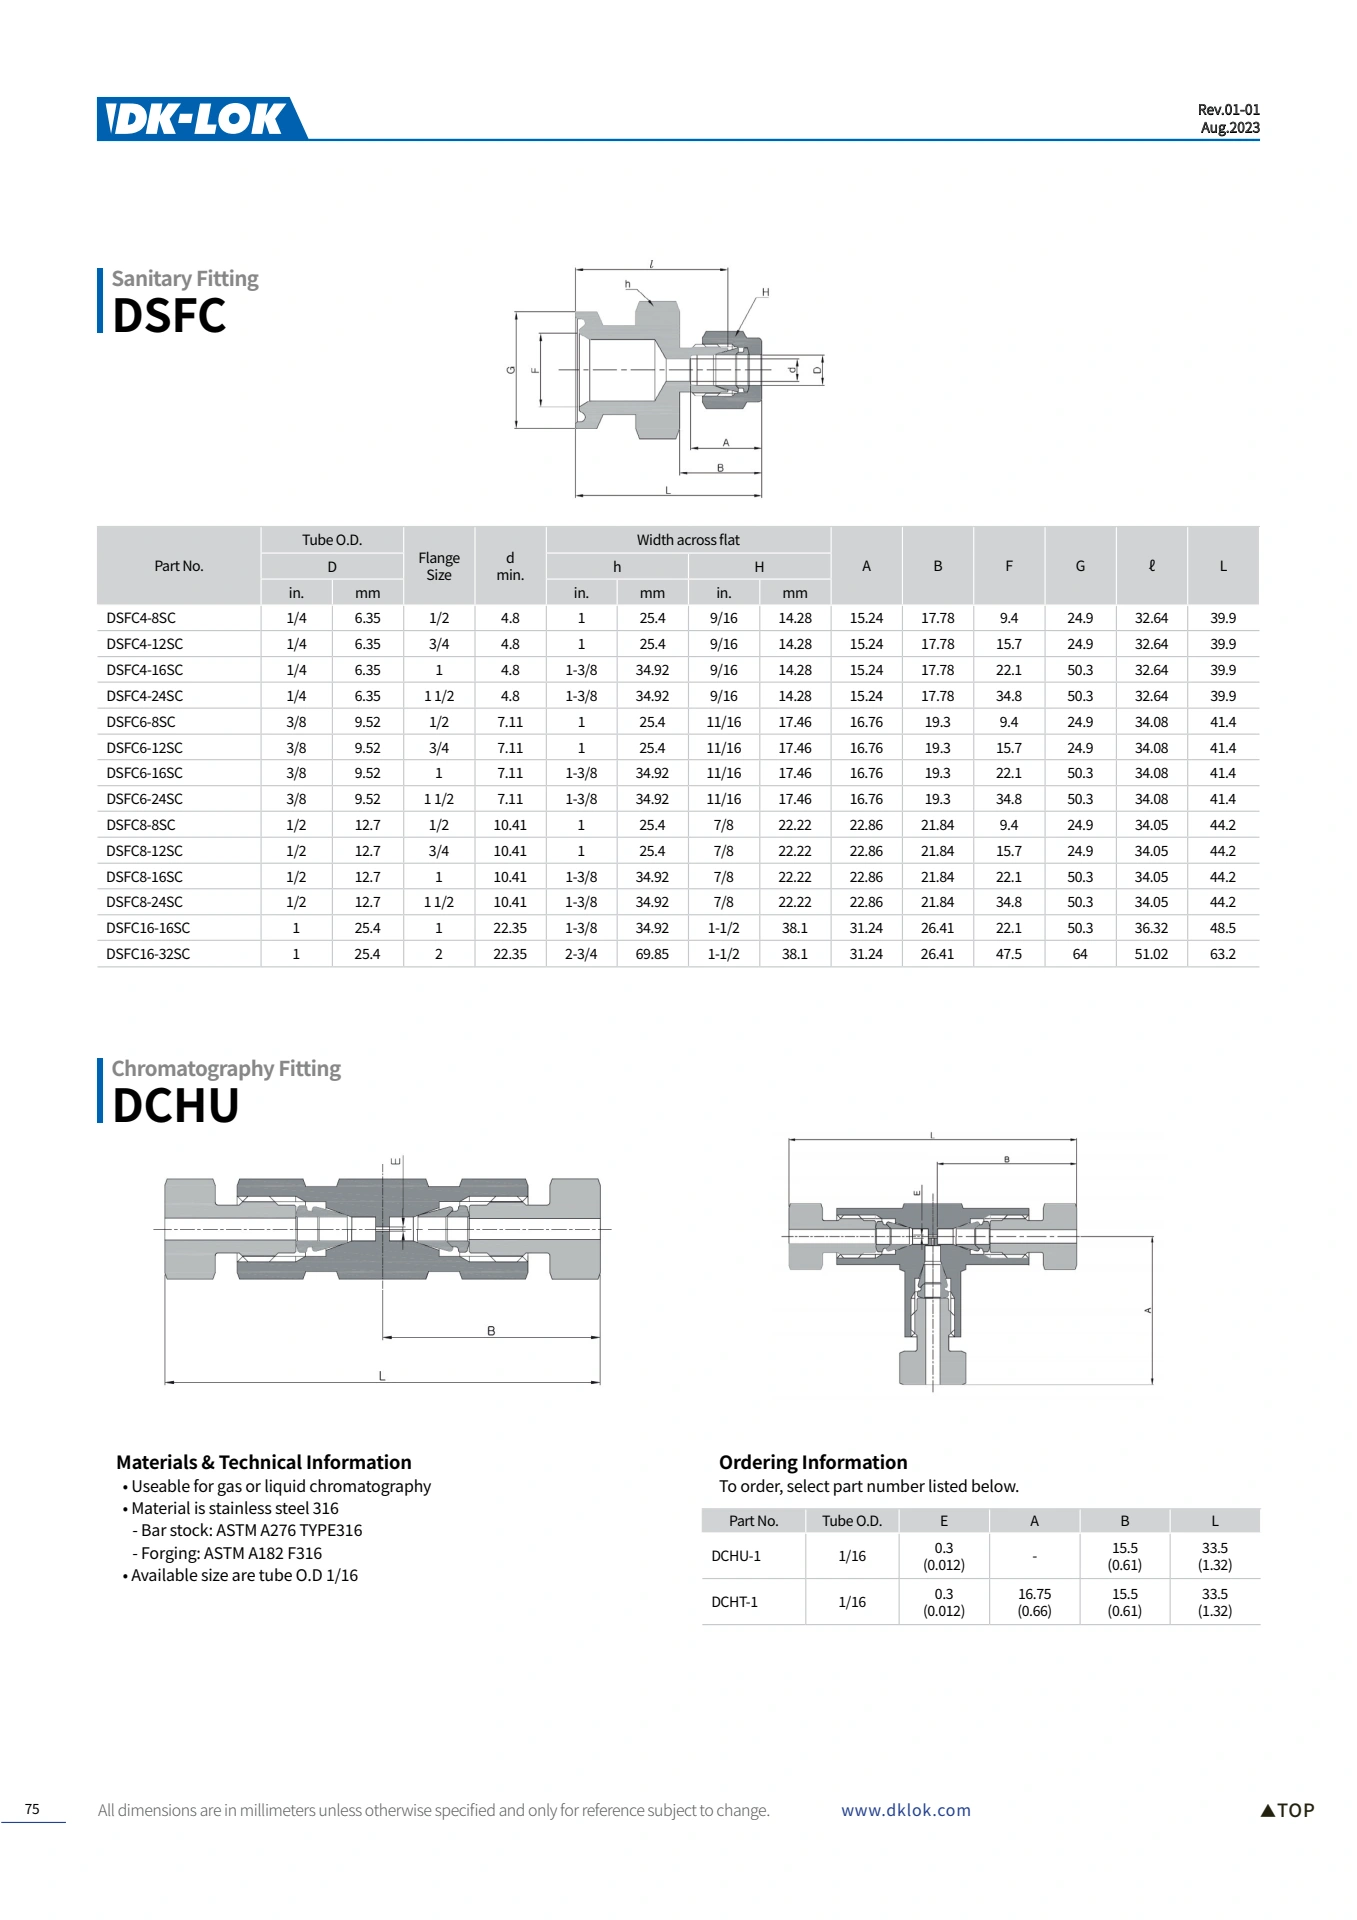 DK-LOK
Rev.01-01
Aug.2023
Sanitary Fitting
DSFC
l
h
H
G
F
d
D
A
B
L
Part No. Tube O.D. Flange Size d min. Width across flat A B F G ℓ L
D h H
in. mm in. mm in. mm
DSFC4-8SC 1/4 6.35 1/2 4.8 1 25.4 9/16 14.28 15.24 17.78 9.4 24.9 32.64 39.9
DSFC4-12SC 1/4 6.35 3/4 4.8 1 25.4 9/16 14.28 15.24 17.78 15.7 24.9 32.64 39.9
DSFC4-16SC 1/4 6.35 1 4.8 1-3/8 34.92 9/16 14.28 15.24 17.78 22.1 50.3 32.64 39.9
DSFC4-24SC 1/4 6.35 1 1/2 4.8 1-3/8 34.92 9/16 14.28 15.24 17.78 34.8 50.3 32.64 39.9
DSFC6-8SC 3/8 9.52 1/2 7.11 1 25.4 11/16 17.46 16.76 19.3 9.4 24.9 34.08 41.4
DSFC6-12SC 3/8 9.52 3/4 7.11 1 25.4 11/16 17.46 16.76 19.3 15.7 24.9 34.08 41.4
DSFC6-16SC 3/8 9.52 1 7.11 1-3/8 34.92 11/16 17.46 16.76 19.3 22.1 50.3 34.08 41.4
DSFC6-24SC 3/8 9.52 1 1/2 7.11 1-3/8 34.92 11/16 17.46 16.76 19.3 34.8 50.3 34.08 41.4
DSFC8-8SC 1/2 12.7 1/2 10.41 1 25.4 7/8 22.22 22.86 21.84 9.4 24.9 34.05 44.2
DSFC8-12SC 1/2 12.7 3/4 10.41 1 25.4 7/8 22.22 22.86 21.84 15.7 24.9 34.05 44.2
DSFC8-16SC 1/2 12.7 1 10.41 1-3/8 34.92 7/8 22.22 22.86 21.84 22.1 50.3 34.05 44.2
DSFC8-24SC 1/2 12.7 1 1/2 10.41 1-3/8 34.92 7/8 22.22 22.86 21.84 34.8 50.3 34.05 44.2
DSFC16-16SC 1 25.4 1 22.35 1-3/8 34.92 1-1/2 38.1 31.24 26.41 22.1 50.3 36.32 48.5
DSFC16-32SC 1 25.4 2 22.35 2-3/4 69.85 1-1/2 38.1 31.24 26.41 47.5 64 51.02 63.2
Chromatography Fitting
DCHU
E
B
L
L
B
E
A
Materials & Technical Information
• Useable for gas or liquid chromatography
• Material is stainless steel 316
- Bar stock: ASTM A276 TYPE316
- Forging: ASTM A182 F316
• Available size are tube O.D 1/16
Ordering Information
To order, select part number listed below.
Part No. Tube O.D. E A B L
DCHU-1 1/16 0.3 (0.012) - 15.5 (0.61) 33.5 (1.32)
DCHT-1 1/16 0.3 (0.012) 16.75 (0.66) 15.5 (0.61) 33.5 (1.32)
75
All dimensions are in millimeters unless otherwise specified and only for reference subject to change.
www.dklok.com
▲TOP